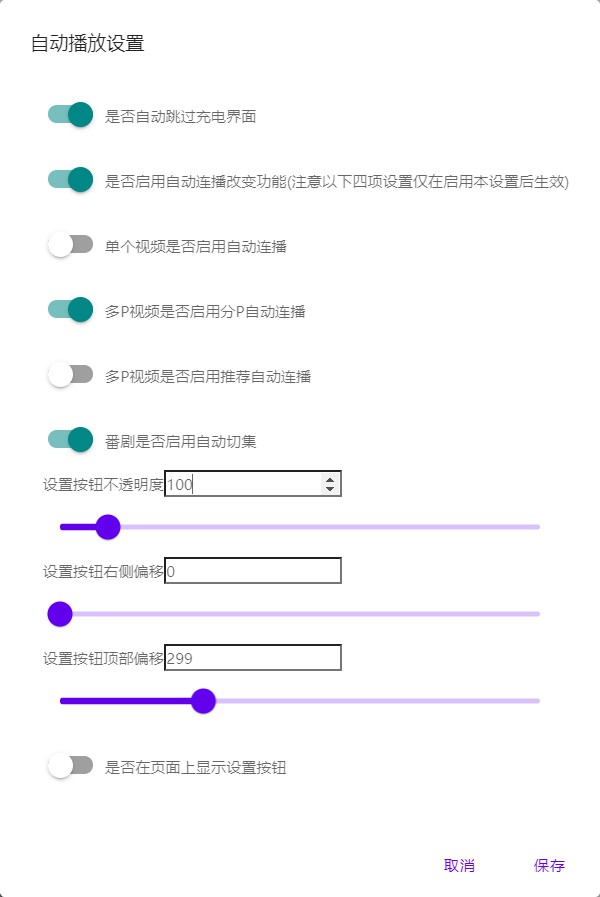 自动播放设置
是否自动跳过充电界面
是否启用自动连播改变功能(注意以下四项设置仅在启用本设置后生效)
单个视频是否启用自动连播
多P视频是否启用分P自动连播
多P视频是否启用推荐自动连播
番剧是否启用自动切集
设置按钮不透明度 100
设置按钮右侧偏移 0
设置按钮顶部偏移 299
是否在页面上显示设置按钮
取消 保存